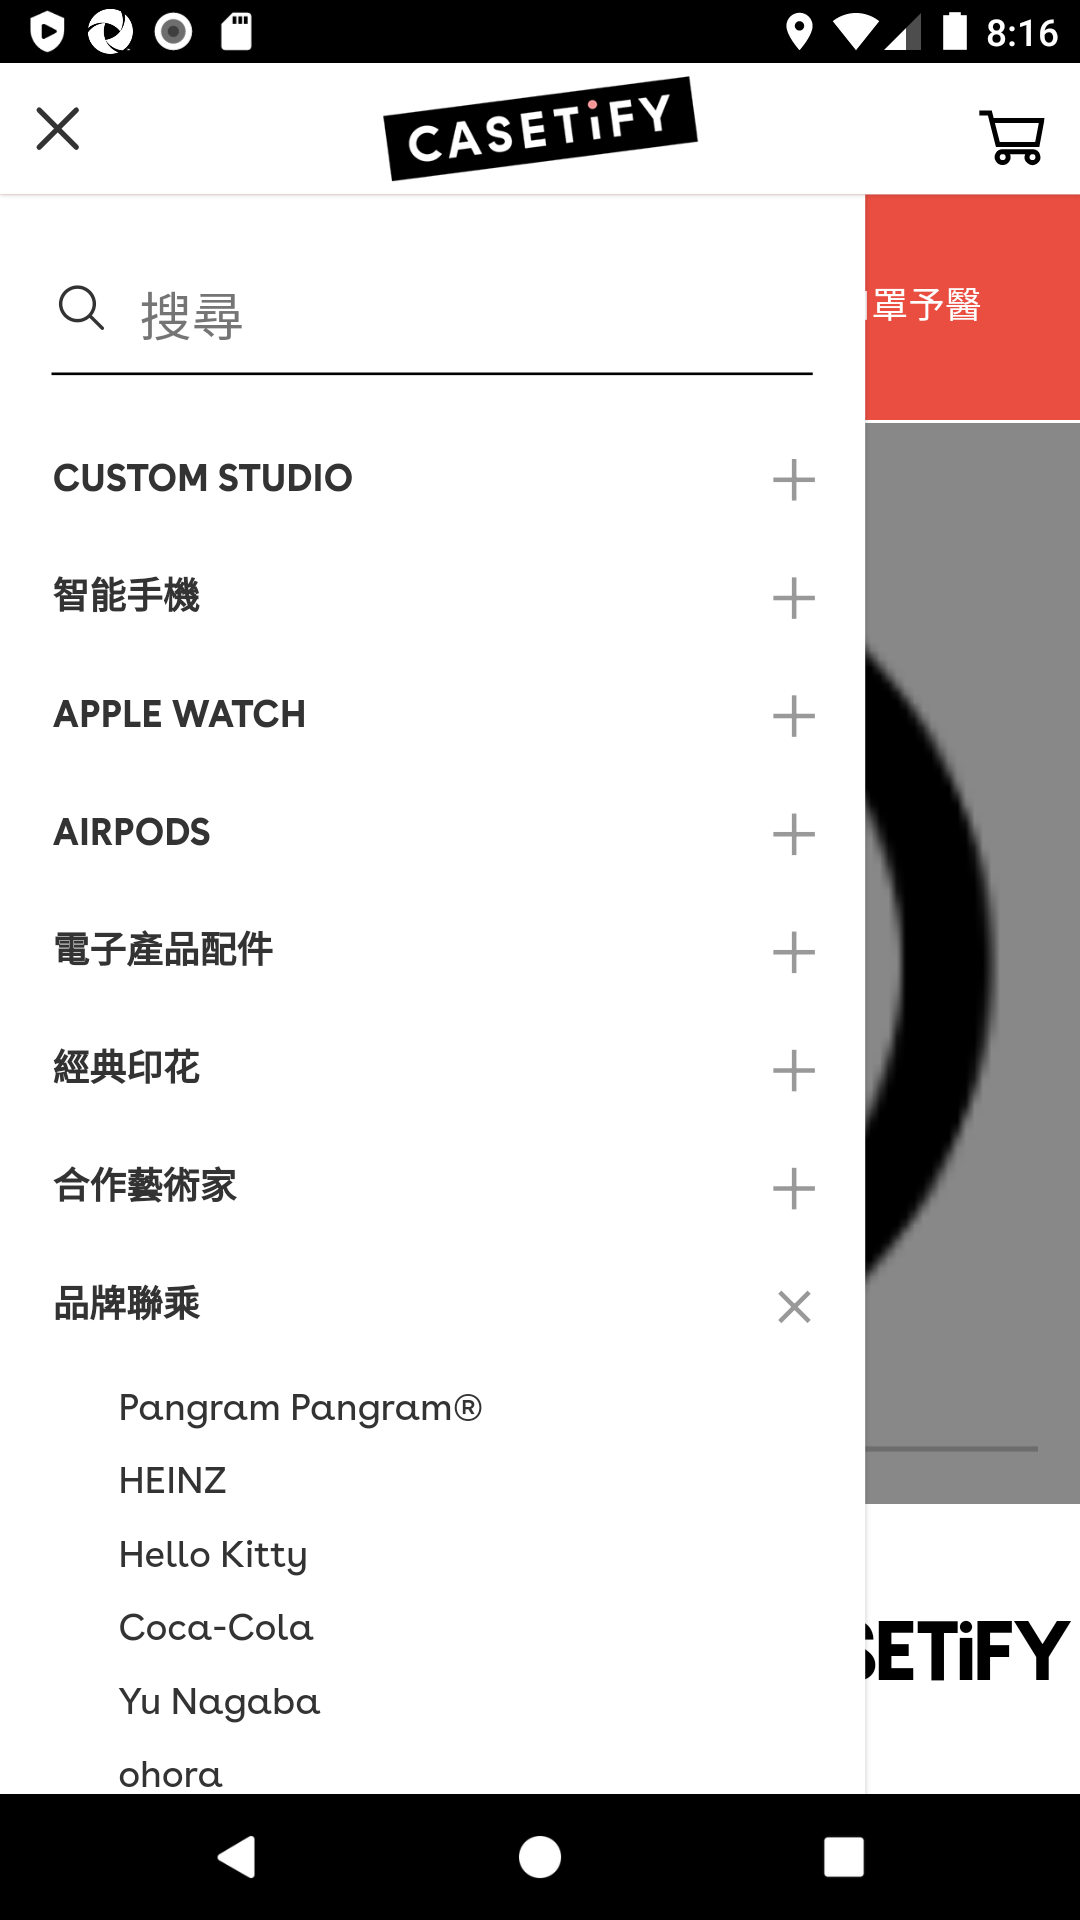 8:16
CASETiFY
罩予醫
搜尋
CUSTOM STUDIO
智能手機
APPLE WATCH
AIRPODS
電子產品配件
經典印花
合作藝術家
品牌聯乘
Pangram Pangram®
HEINZ
Hello Kitty
Coca-Cola
Yu Nagaba
SETiFY
ohora